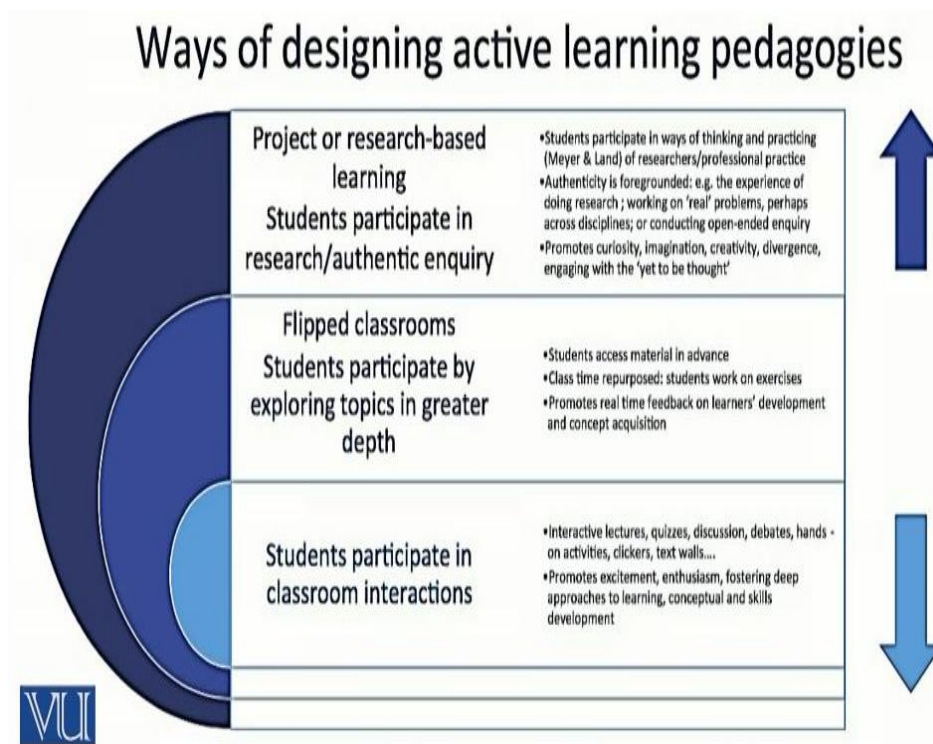 Ways of designing active learning pedagogies
Project or research-based
learning
Students participate in
research/authentic enquiry
•Students participate in ways of thinking and practicing
(Meyer & Land) of researchers/professional practice
•Authenticity is foregrounded: e.g. the experience of
doing research ; working on 'real' problems, perhaps
across disciplines; or conducting open-ended enquiry
•Promotes curiosity, imagination, creativity, divergence,
engaging with the 'yet to be thought'
Flipped classrooms
Students participate by
exploring topics in greater
depth
•Students access material in advance
•Class time repurposed: students work on exercises
•Promotes real time feedback on learners' development
and concept acquisition
Students participate in
classroom interactions
•Interactive lectures, quizzes, discussion, debates, hands -
on activities, clickers, text walls....
•Promotes excitement, enthusiasm, fostering deep
approaches to learning, conceptual and skills
development
VU